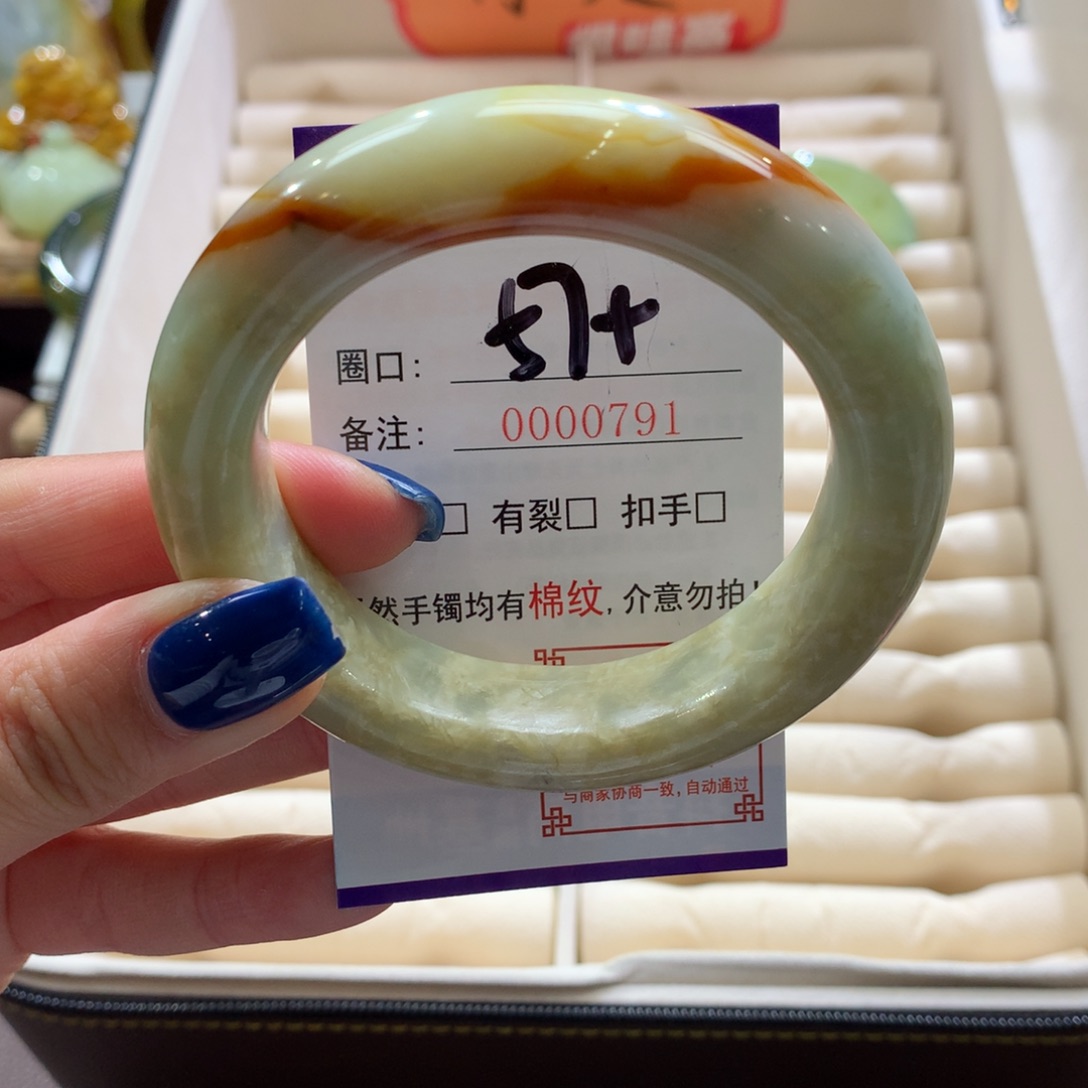 57+
圈口:
备注: 0000791
□ 有裂□ 扣手□
然手镯均有棉纹,介意勿拍!
与商家协商一致,自动通过